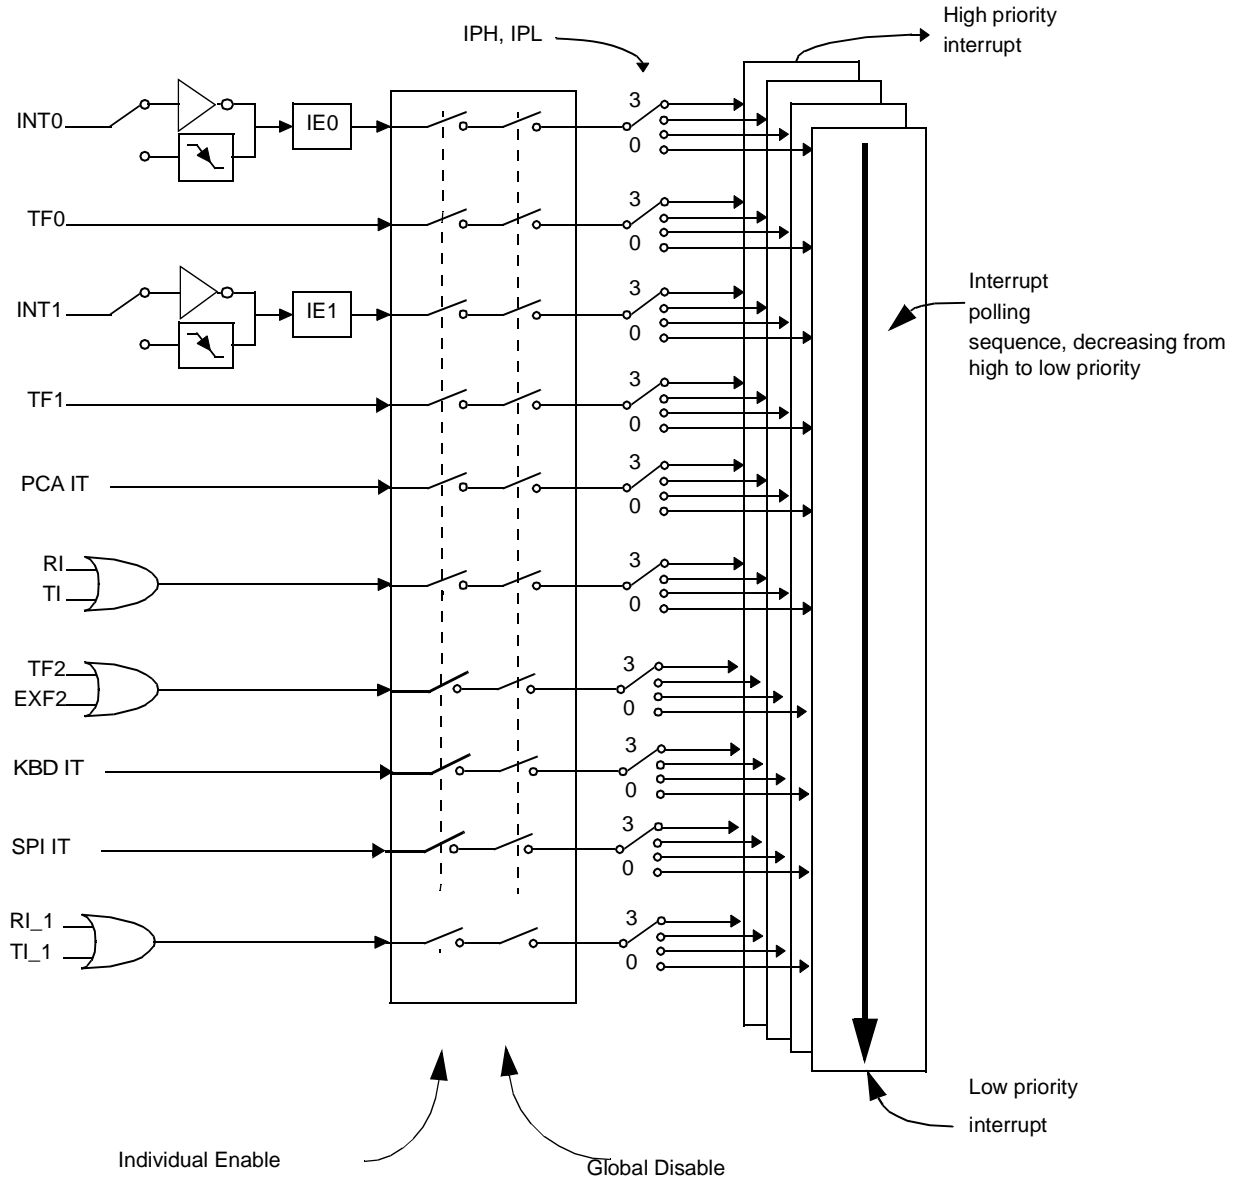 IPH, IPL
High priority
interrupt
INT0
IE0
3
0
TF0
3
0
INT1
IE1
3
0
Interrupt
polling
sequence, decreasing from
high to low priority
TF1
3
0
PCA IT
3
0
RI
TI
3
0
TF2
EXF2
3
0
KBD IT
3
0
SPI IT
3
0
RI_1
TI_1
3
0
Low priority
interrupt
Individual Enable
Global Disable